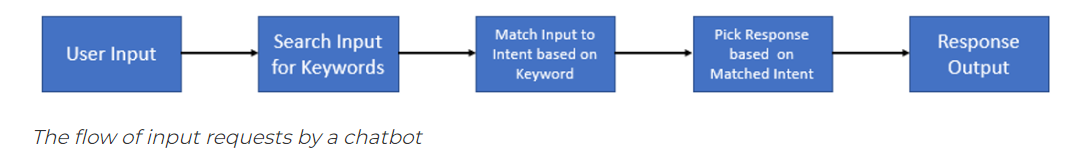 User Input
Search Input
for Keywords
Match Input to
Intent based on
Keyword
Pick Response
based on
Matched Intent
Response
Output
The flow of input requests by a chatbot